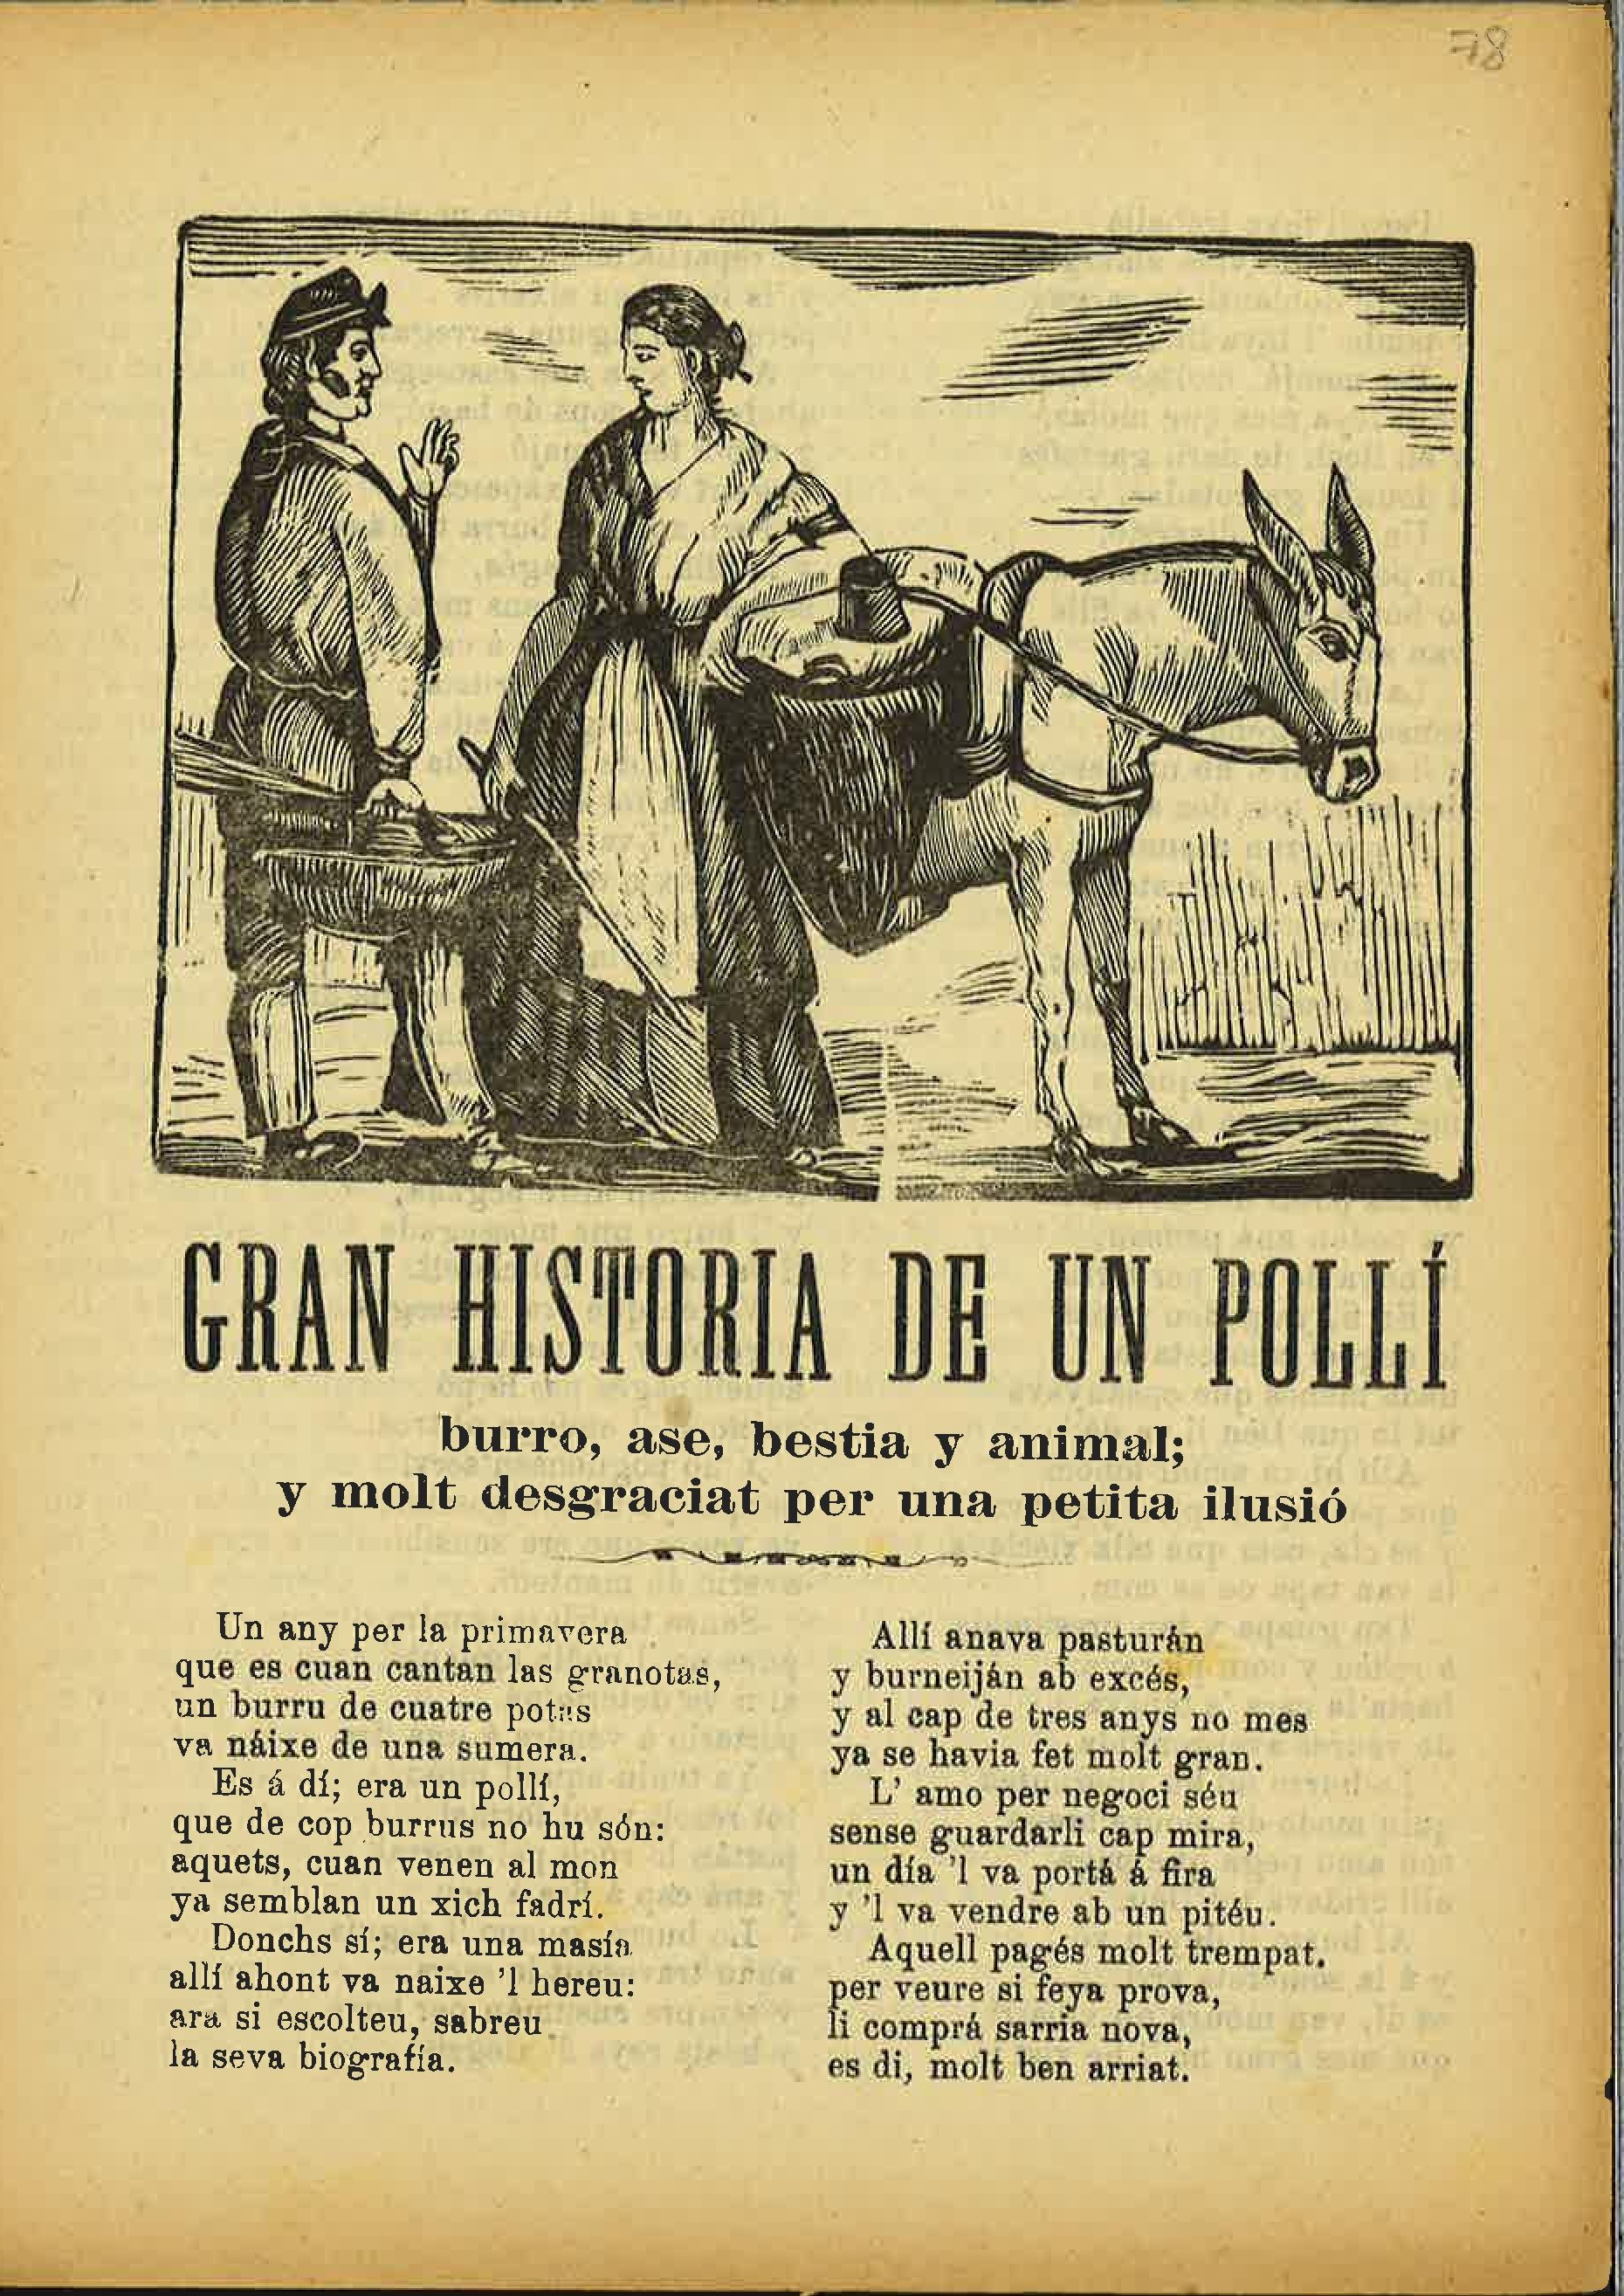 78
GRAN HISTORIA DE UN POLLÍ
burro, ase, bestia y animal;
y molt desgraciat per una petita ilusió
Un any per la primavera
que es cuan cantan las granotas,
un burru de cuatre potas
va náixe de una sumera.
Es á dí; era un pollí,
que de cop burrus no hu són:
aquets, cuan venen al mon
ya semblan un xich fadrí.
Donchs sí; era una masía
allí ahont va naixe 'l hereu:
ara si escolteu, sabreu
la seva biografía.
Allí anava pasturán
y burneiján ab excés,
y al cap de tres anys no mes
ya se havia fet molt gran.
L' amo per negoci séu
sense guardarli cap mira,
un día 'l va portá á fira
y 'l va vendre ab un pitéu.
Aquell pagés molt trempat.
per veure si feya prova,
li comprá sarria nova,
es di, molt ben arriat.